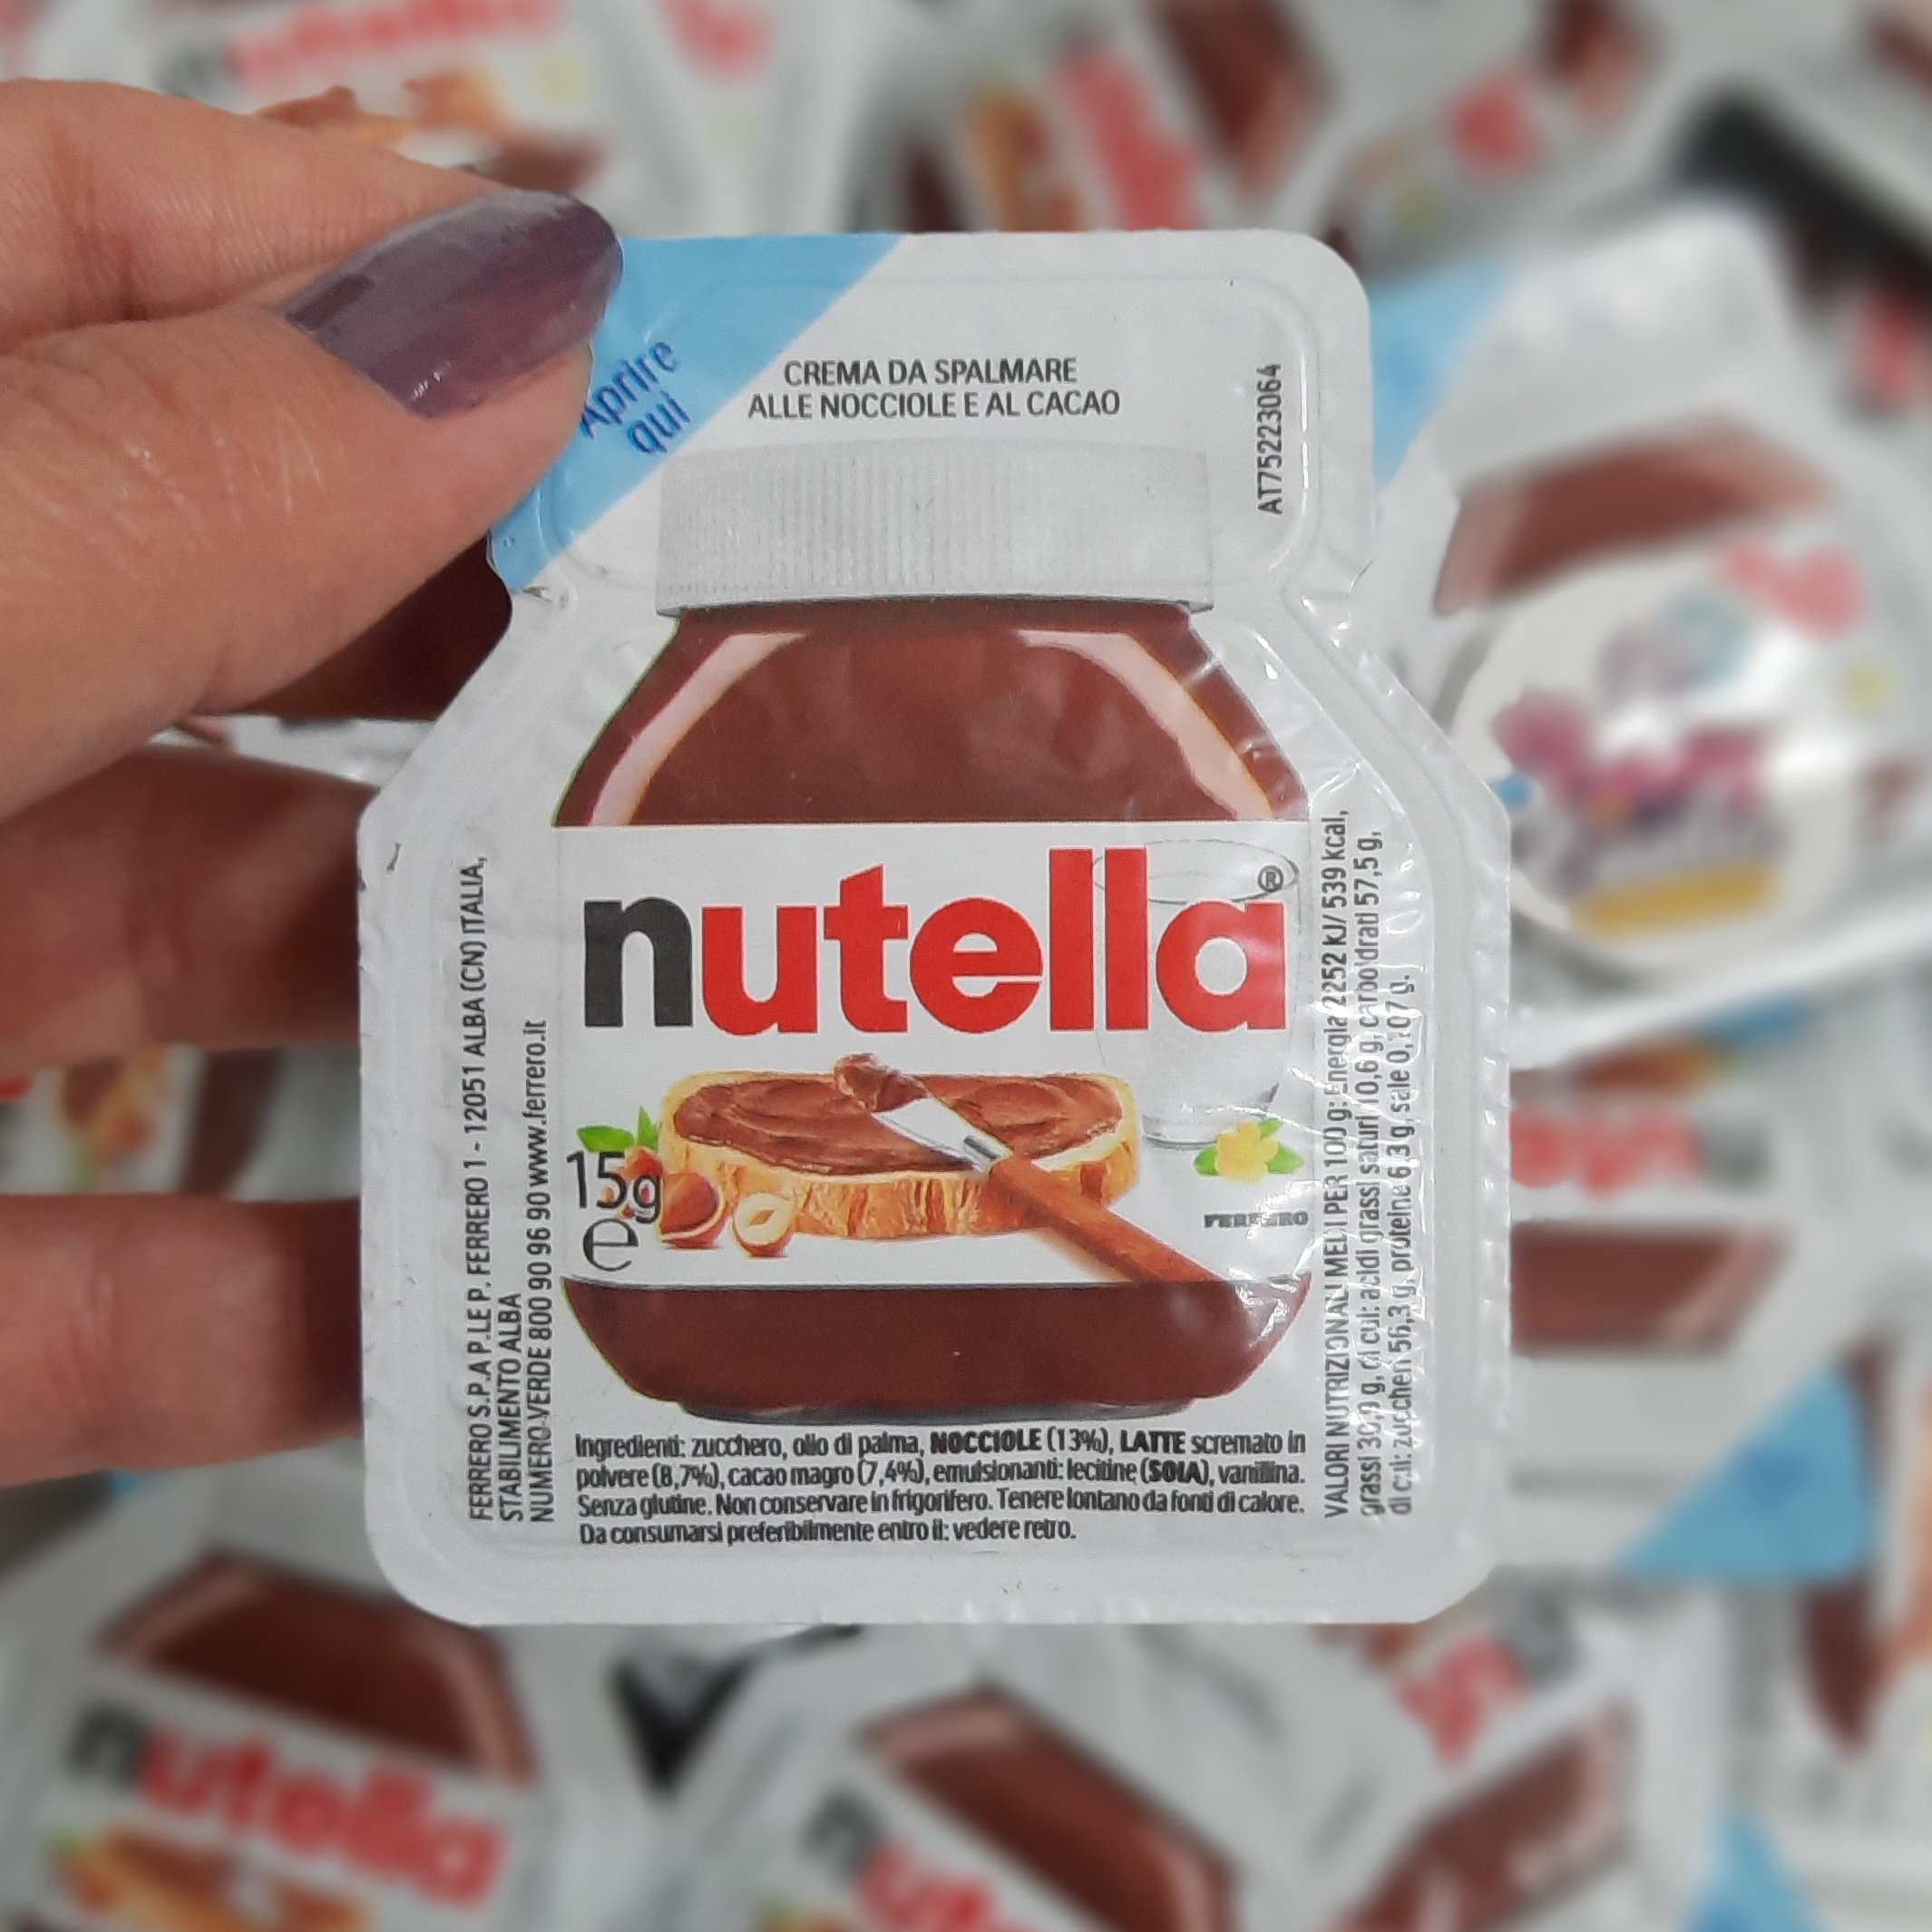 Aprire
qui
CREMA DA SPALMARE
ALLE NOCCIOLE E AL CACAO
AT75223064
nutella®
15g
e
FERRERO
FERRERO S.P.A P.LE P. FERRERO 1 - 12051 ALBA (CN) ITALIA,
STABILIMENTO ALBA
NUMERO VERDE 800 90 96 90 www.ferrero.it
Ingredienti: zucchero, olio di palma, NOCCIOLE (13%), LATTE scremato in
polvere (8,7%), cacao magro (7,4%), emulsionanti: lecitine (SOIA), vanillina.
Senza glutine. Non conservare in frigorifero. Tenere lontano da fonti di calore.
Da consumarsi preferibilmente entro il: vedere retro.
VALORI NUTRIZIONALI MEDI PER 100 g: Energia 2252 kJ/ 539 kcal,
grassi 30,9 g, di cui: acidi grassi saturi 10,6 g, carboidrati 57,5 g,
di cui: zuccheri 56,3 g, proteine 6,3 g, sale 0,107 g.
nutella